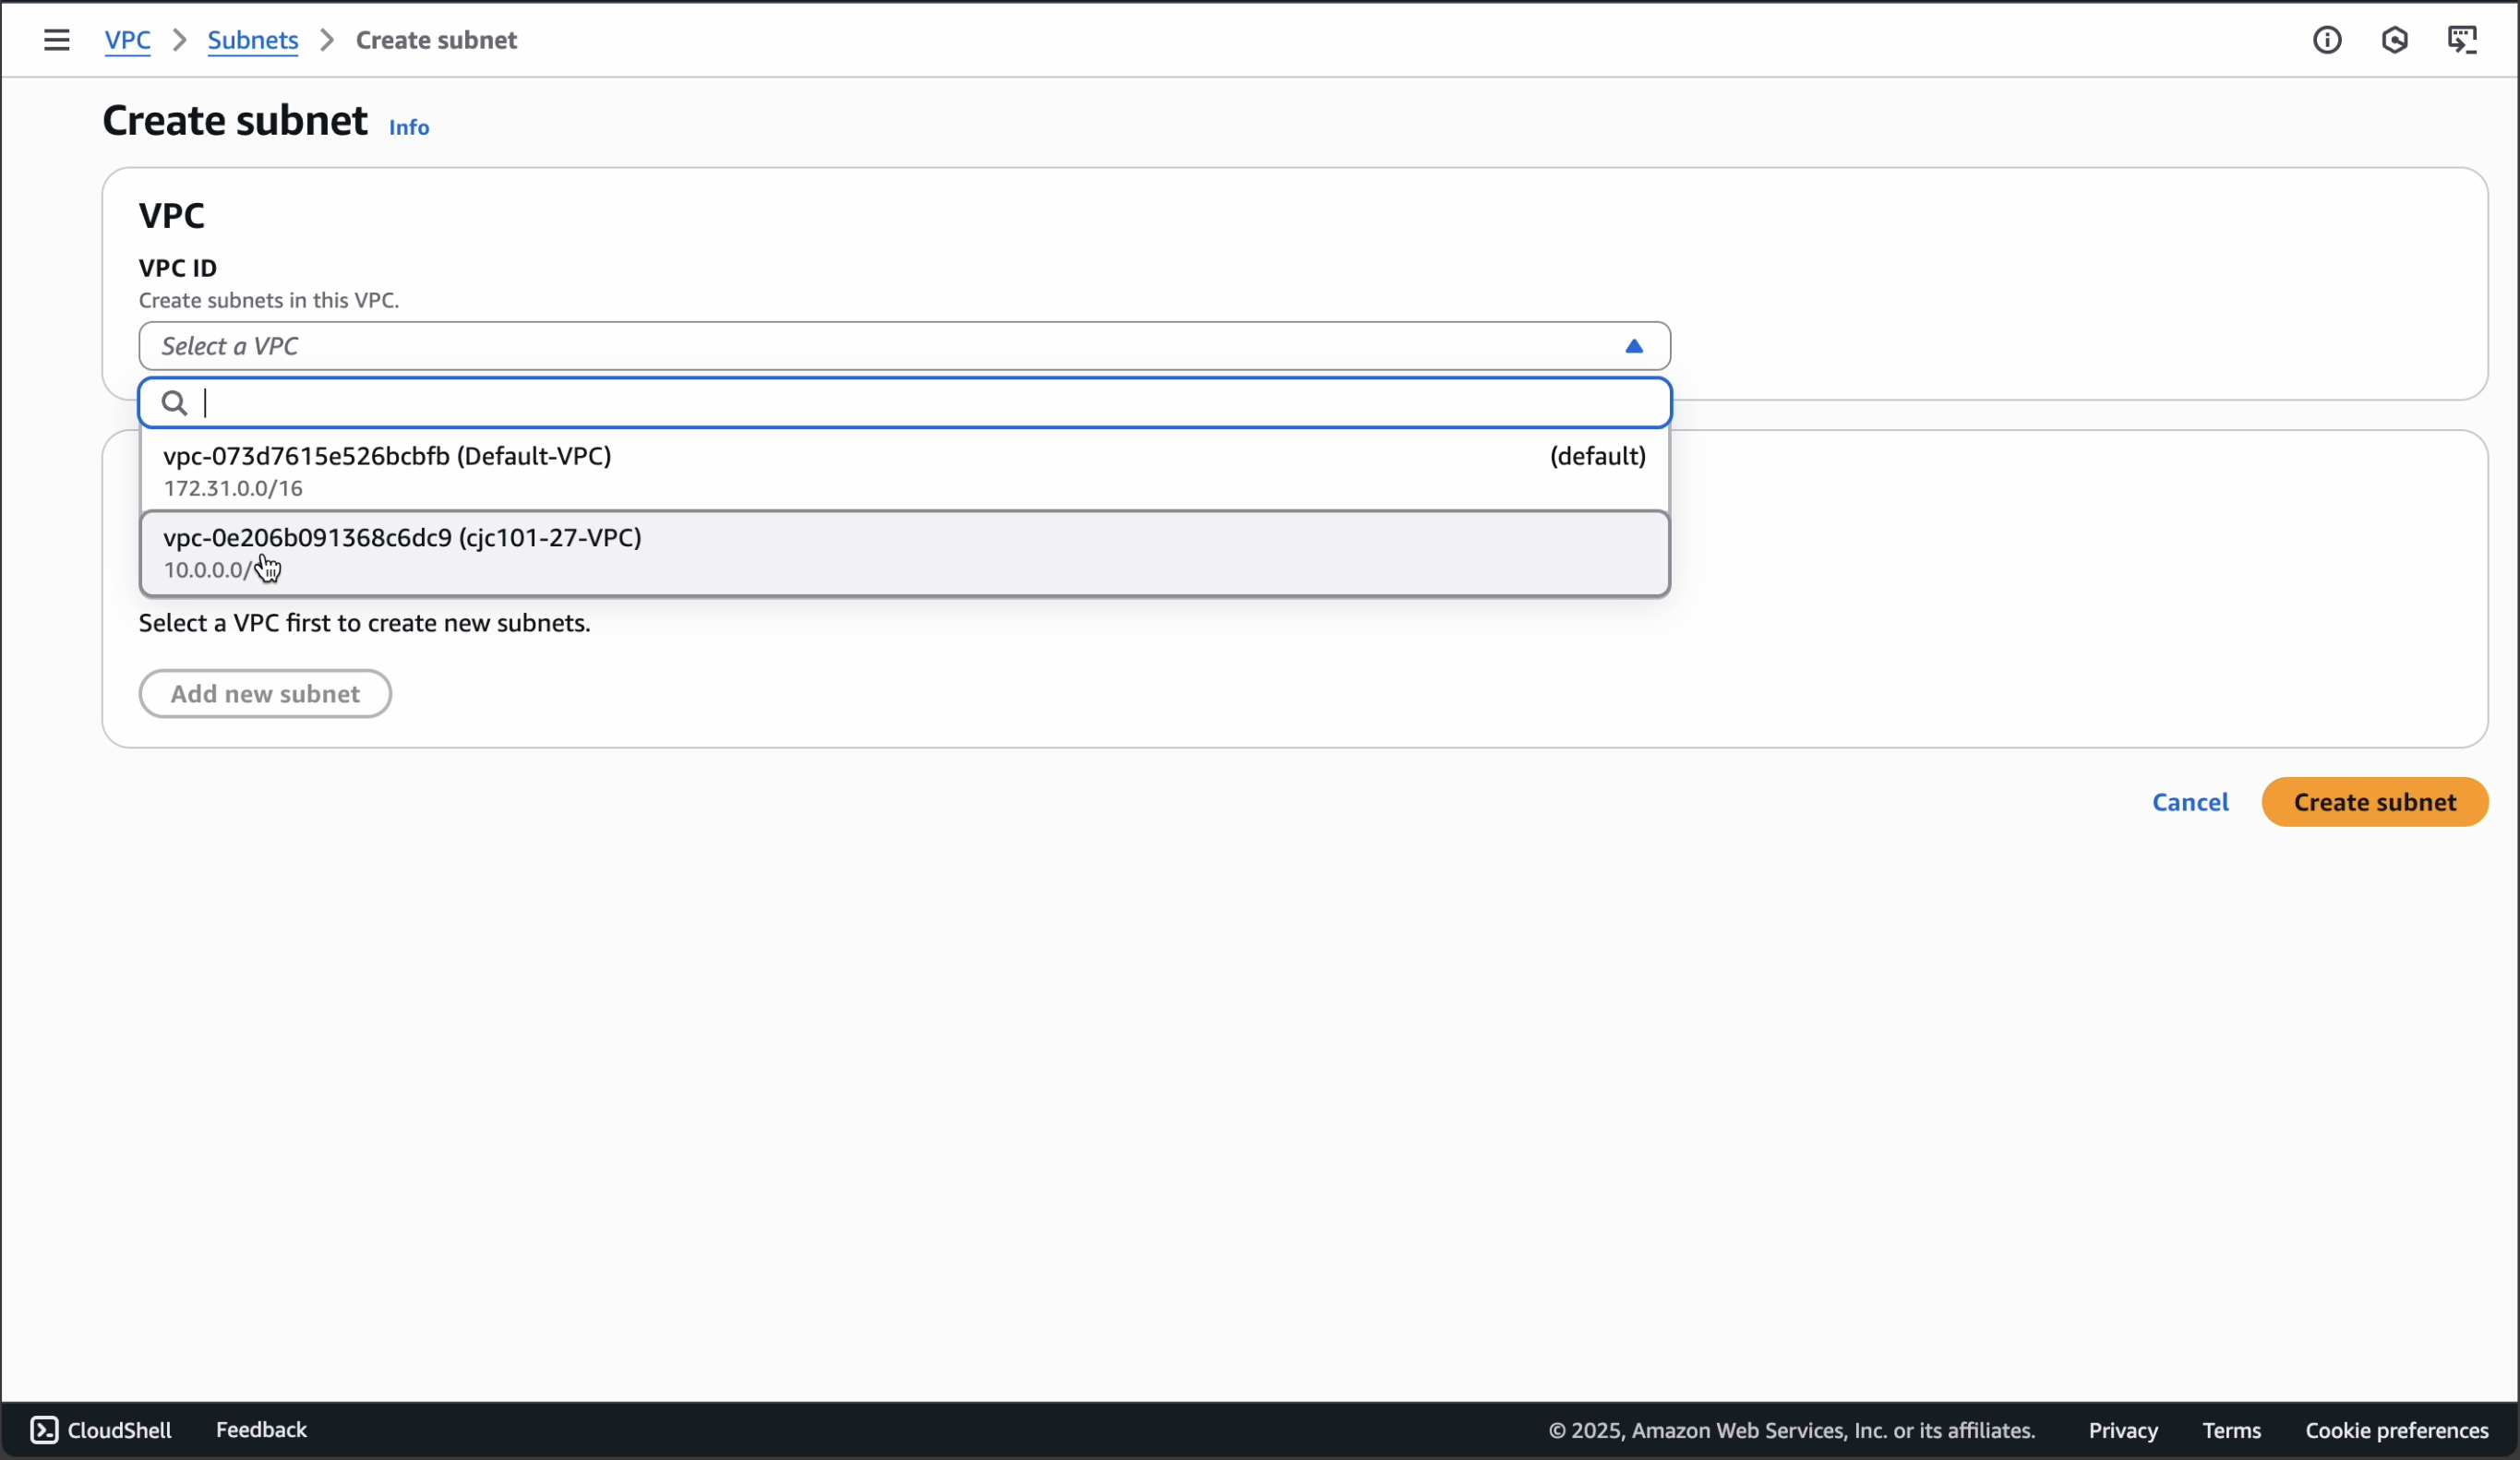 VPC > Subnets > Create subnet
Create subnet Info
VPC
VPC ID
Create subnets in this VPC.
Select a VPC
vpc-073d7615e526bcbfb (Default-VPC) (default)
172.31.0.0/16
vpc-0e206b091368c6dc9 (cjc101-27-VPC)
10.0.0.0/
Select a VPC first to create new subnets.
Add new subnet
Cancel Create subnet
CloudShell Feedback © 2025, Amazon Web Services, Inc. or its affiliates. Privacy Terms Cookie preferences